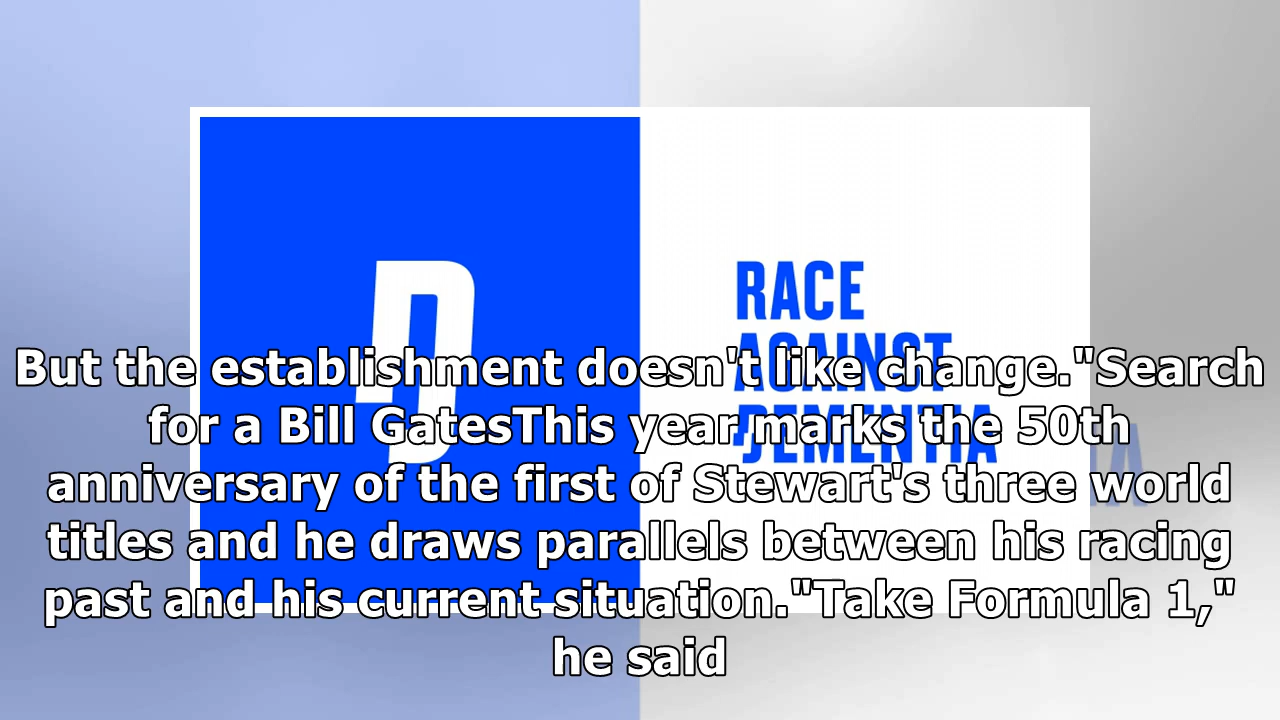 RACE
AGAINST
DEMENTIA
But the establishment doesn't like change."Search
for a Bill GatesThis year marks the 50th
anniversary of the first of Stewart's three world
titles and he draws parallels between his racing
past and his current situation."Take Formula 1,"
he said